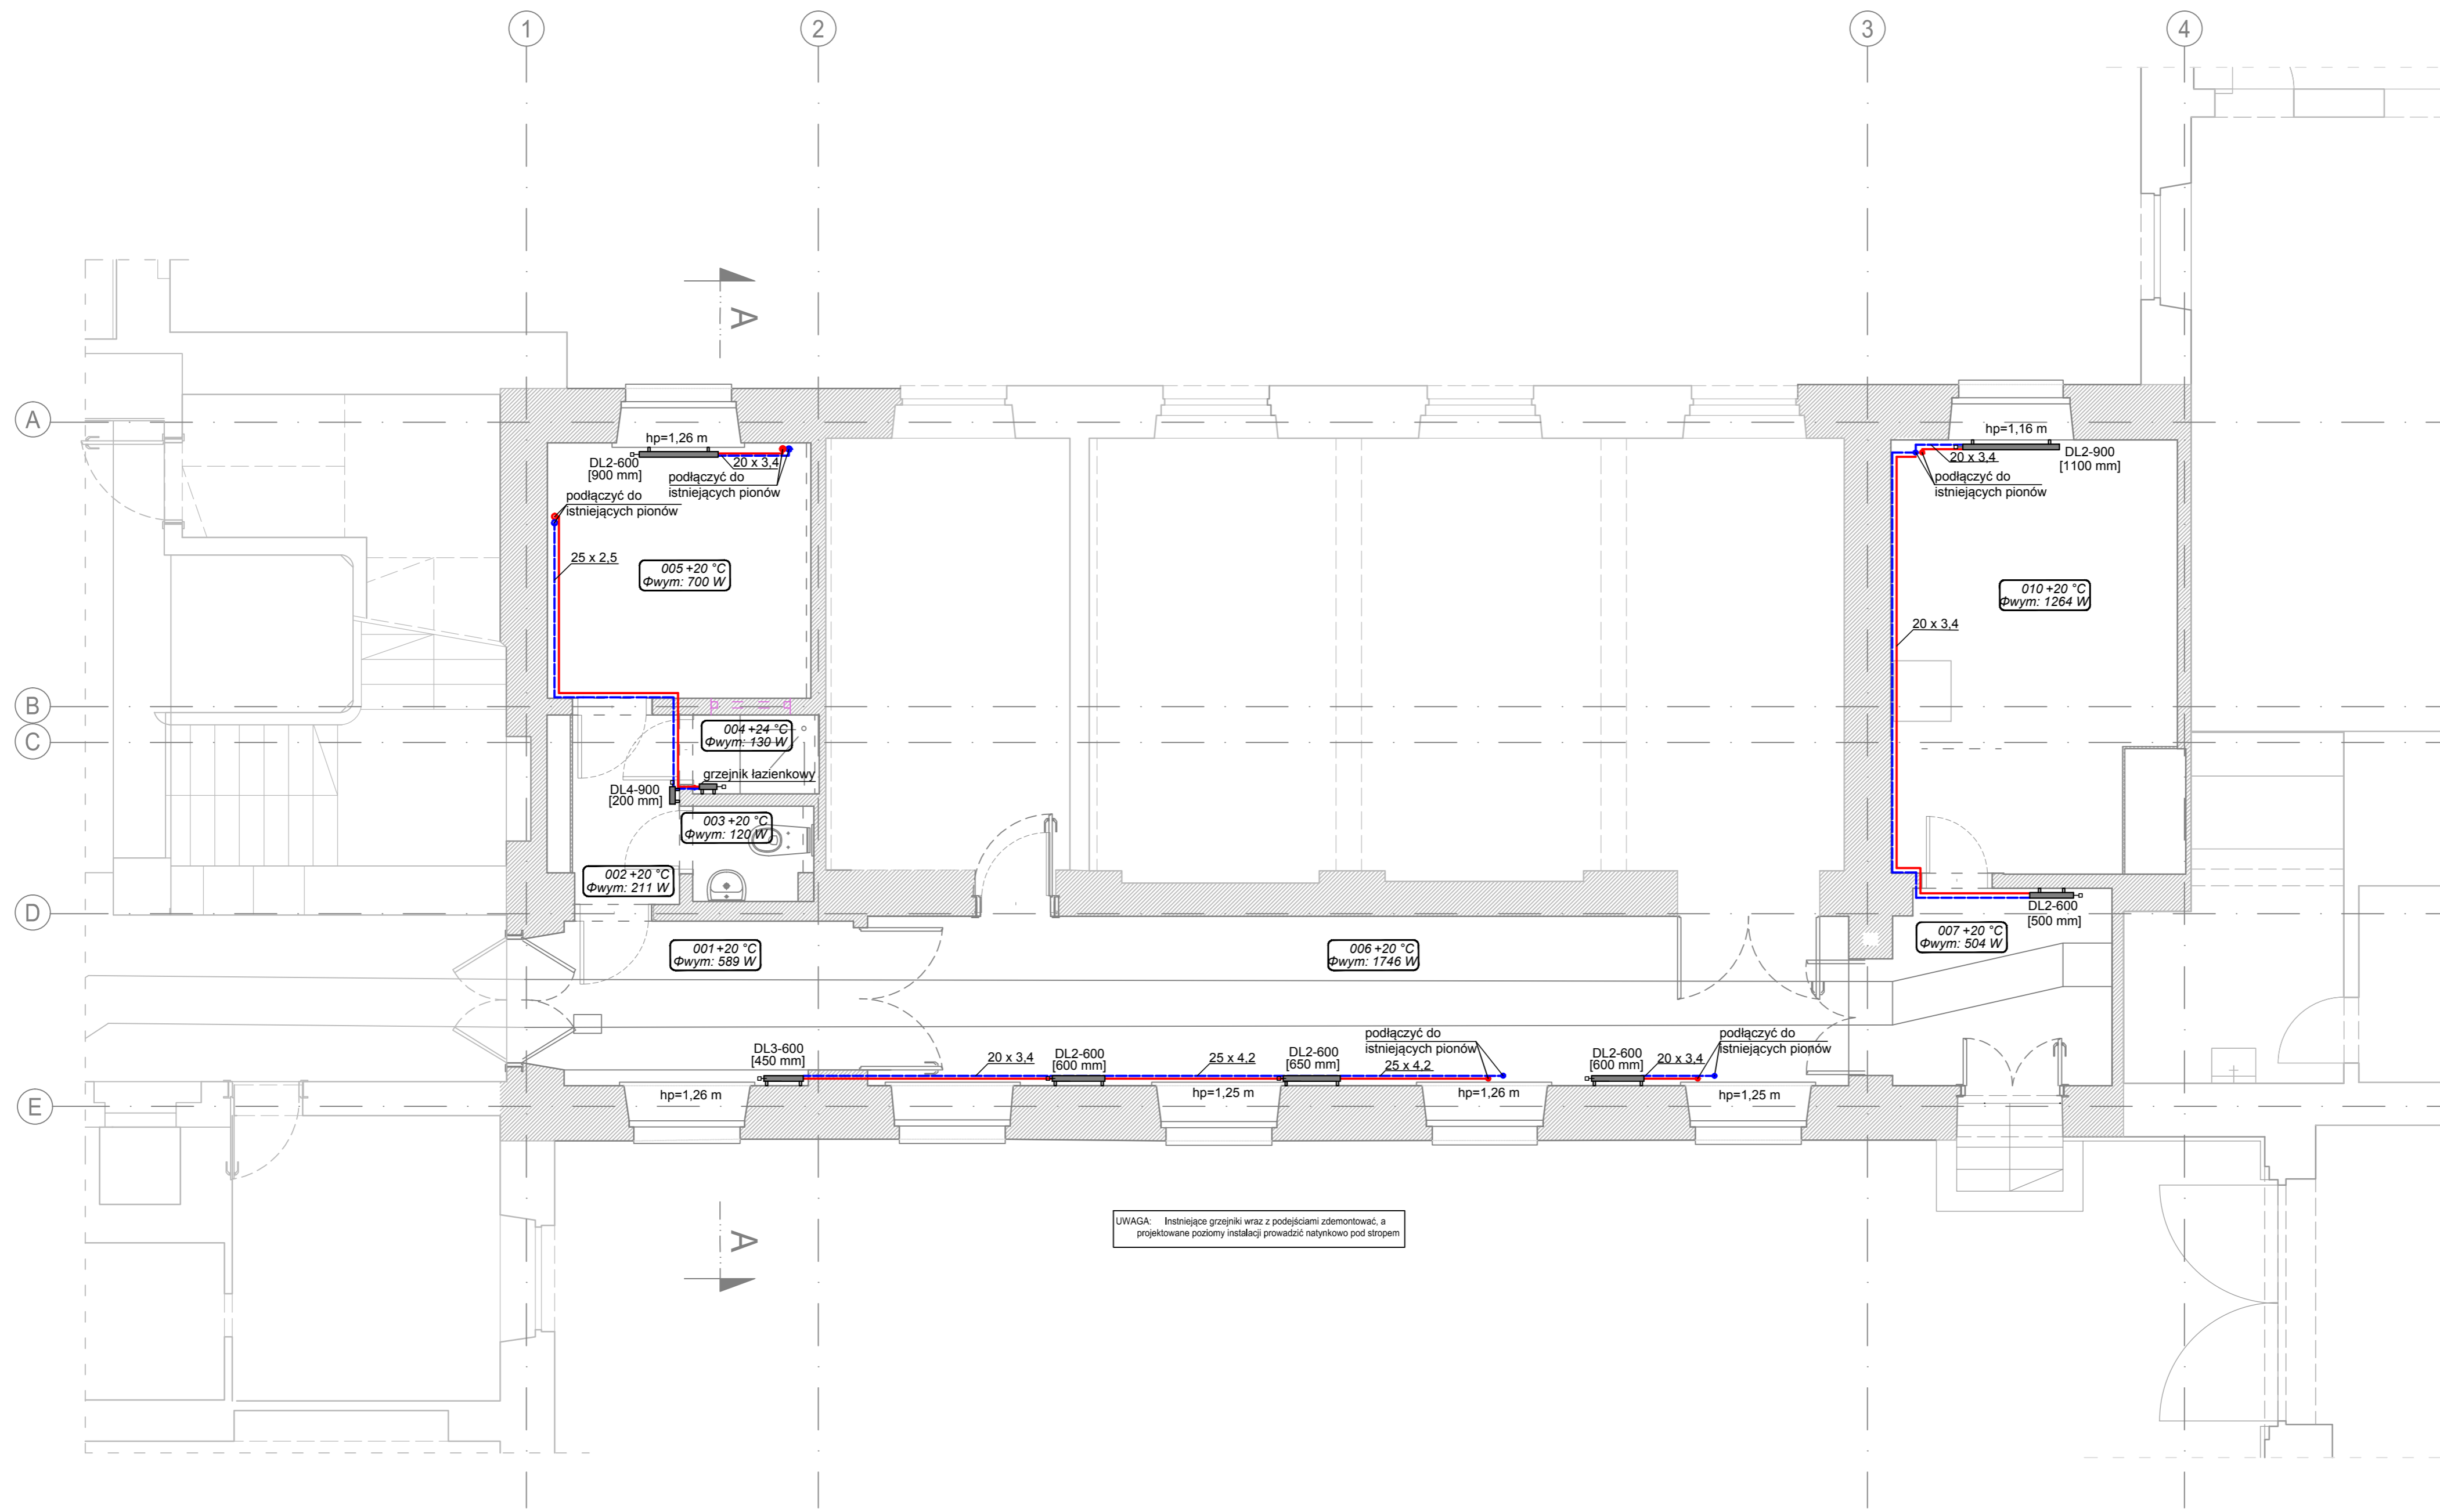 1
2
3
4
A
A
hp=1,26 m
DL2-600
[900 mm]
20 x 3,4
podłączyć do
istniejących pionów
podłączyć do
istniejących pionów
25 x 2,5
005 +20 °C
Φwym: 700 W
hp=1,16 m
20 x 3,4
DL2-900
[1100 mm]
podłączyć do
istniejących pionów
010 +20 °C
Φwym: 1264 W
20 x 3,4
B
C
004 +24 °C
Φwym: 130 W
grzejnik łazienkowy
DL4-900
[200 mm]
003 +20 °C
Φwym: 120 W
002 +20 °C
Φwym: 211 W
D
DL2-600
[500 mm]
001 +20 °C
Φwym: 589 W
006 +20 °C
Φwym: 1746 W
007 +20 °C
Φwym: 504 W
DL3-600
[450 mm]
20 x 3,4
DL2-600
[600 mm]
25 x 4,2
DL2-600
[650 mm]
podłączyć do
istniejących pionów
25 x 4,2
DL2-600
[600 mm]
20 x 3,4
podłączyć do
istniejących pionów
E
hp=1,26 m
hp=1,25 m
hp=1,26 m
hp=1,25 m
UWAGA: Instniejące grzejniki wraz z podejściami zdemontować, a
projektowane poziomy instalacji prowadzić natynkowo pod stropem
A